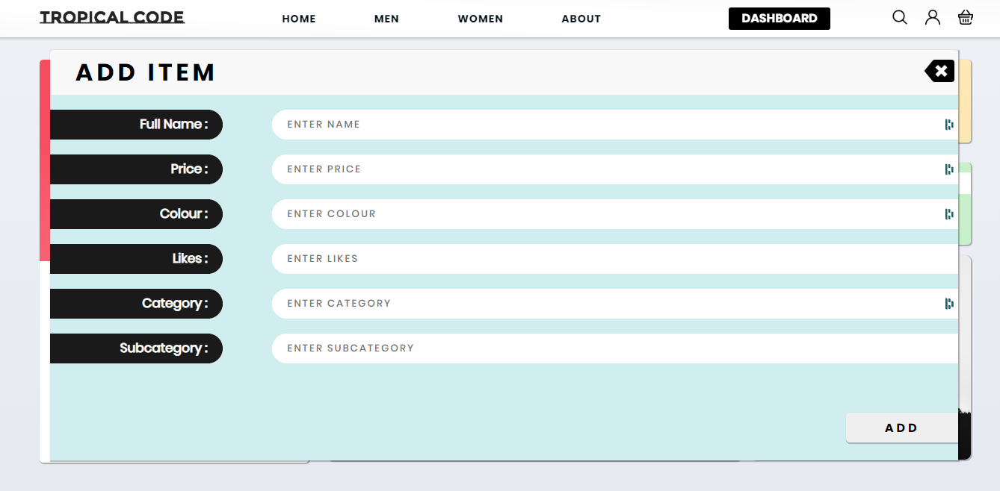 TROPICAL CODE
HOME MEN WOMEN ABOUT DASHBOARD
ADD ITEM
Full Name : ENTER NAME
Price : ENTER PRICE
Colour : ENTER COLOUR
Likes : ENTER LIKES
Category : ENTER CATEGORY
Subcategory : ENTER SUBCATEGORY
ADD